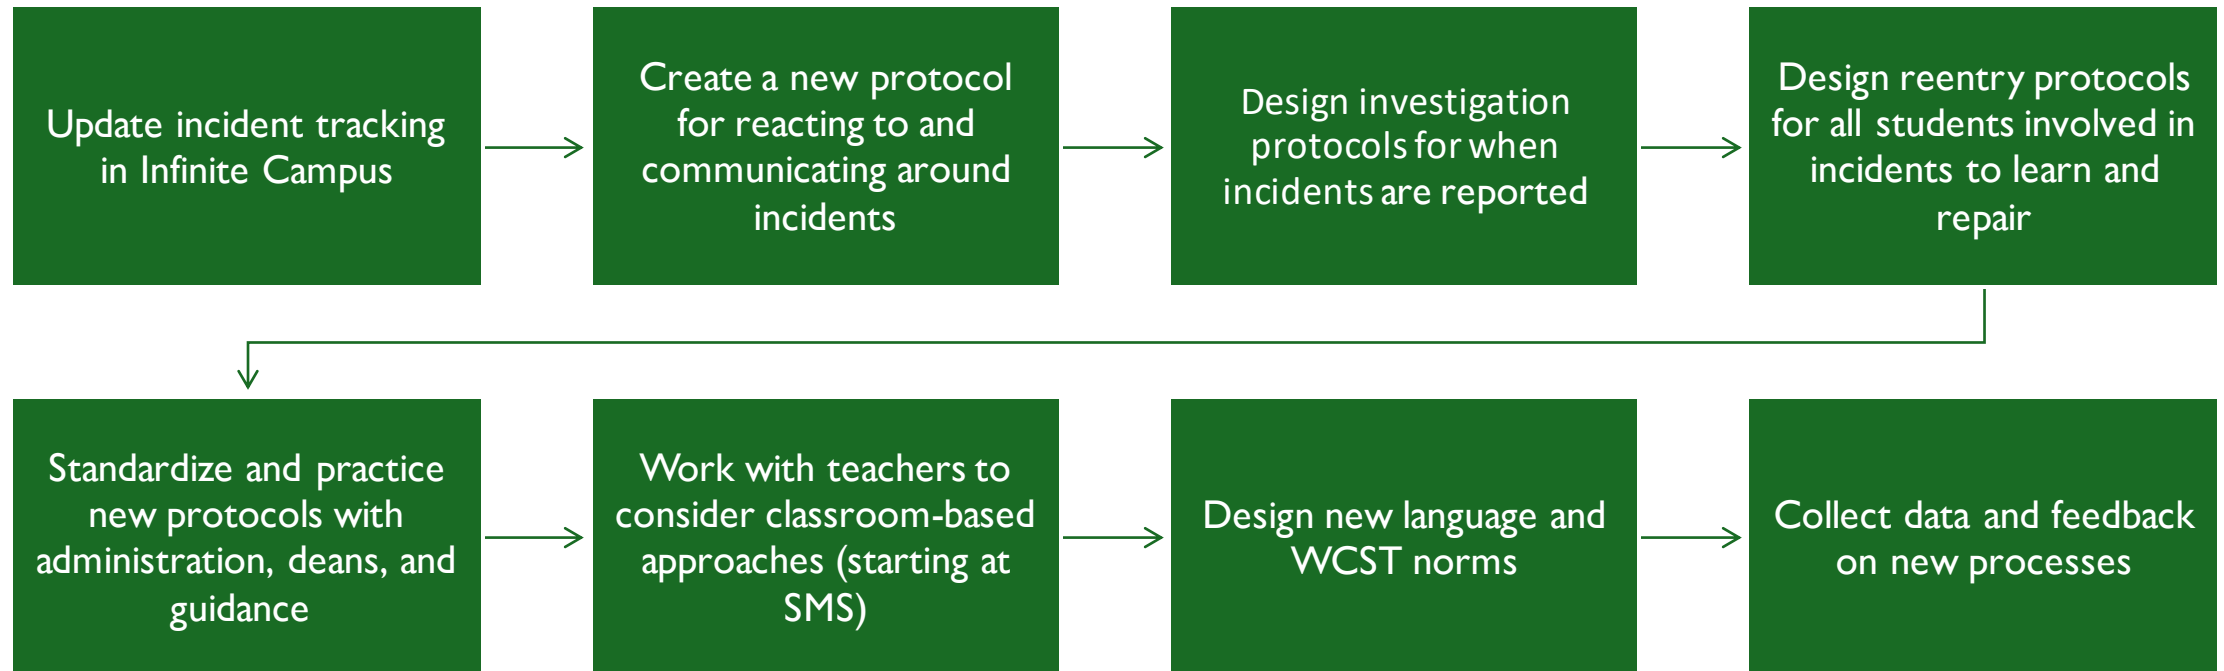 Update incident tracking
in Infinite Campus
Create a new protocol
for reacting to and
communicating around
incidents
Design investigation
protocols for when
incidents are reported
Design reentry protocols
for all students involved in
incidents to learn and
repair
Standardize and practice
new protocols with
administration, deans, and
guidance
Work with teachers to
consider classroom-based
approaches (starting at
SMS)
Design new language and
WCST norms
Collect data and feedback
on new processes